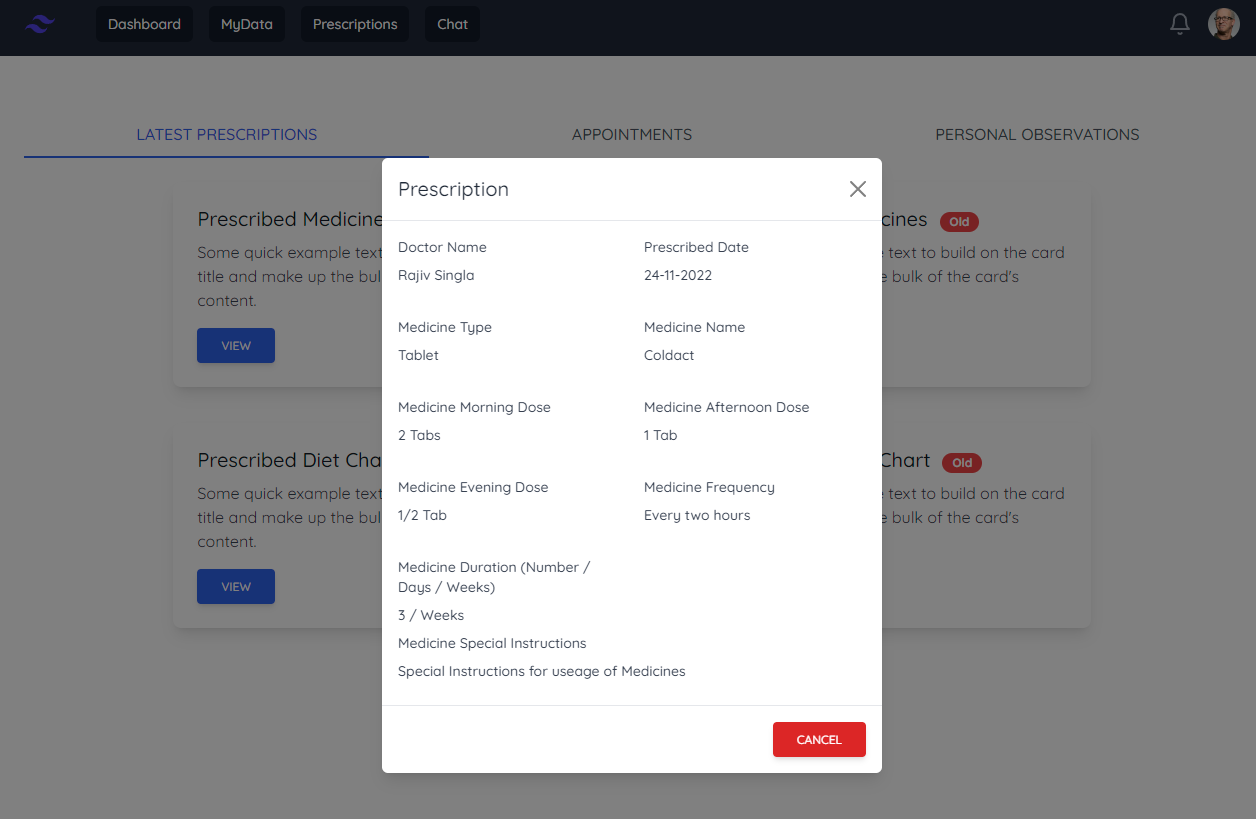 Dashboard
MyData
Prescriptions
Chat
LATEST PRESCRIPTIONS
APPOINTMENTS
PERSONAL OBSERVATIONS
Prescribed Medicine
Some quick example text
title and make up the bul
content.
VIEW
cines Old
text to build on the card
bulk of the card's
Prescribed Diet Cha
Some quick example text
title and make up the bul
content.
VIEW
Chart Old
text to build on the card
bulk of the card's
Prescription
Doctor Name
Rajiv Singla
Prescribed Date
24-11-2022
Medicine Type
Tablet
Medicine Name
Coldact
Medicine Morning Dose
2 Tabs
Medicine Afternoon Dose
1 Tab
Medicine Evening Dose
1/2 Tab
Medicine Frequency
Every two hours
Medicine Duration (Number /
Days / Weeks)
3 / Weeks
Medicine Special Instructions
Special Instructions for useage of Medicines
CANCEL